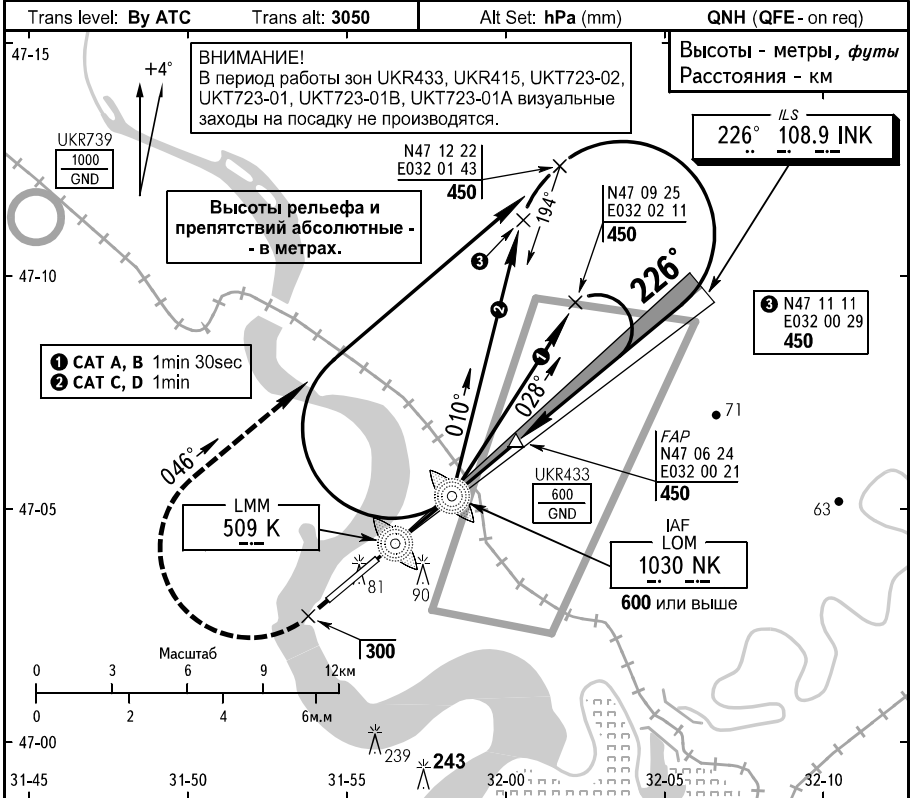 Trans level: By ATC
Trans alt: 3050
Alt Set: hPa (mm)
QNH (QFE - on req)
47-15
+4°
ВНИМАНИЕ!
В период работы зон UKR433, UKR415, UKT723-02,
UKT723-01, UKT723-01B, UKT723-01A визуальные
заходы на посадку не производятся.
Высоты - метры, футы
Расстояния - км
ILS
226° 108.9 INK
UKR739
1000
GND
N47 12 22
E032 01 43
450
N47 09 25
E032 02 11
450
194°
Высоты рельефа и
препятствий абсолютные -
- в метрах.
47-10
3
226°
2
3 N47 11 11
E032 00 29
450
1 CAT A, B 1min 30sec
2 CAT C, D 1min
1
010°
028°
71
046°
FAP
N47 06 24
E032 00 21
450
UKR433
600
GND
47-05
LMM
509 K
63
IAF
LOM
1030 NK
600 или выше
81
90
300
Масштаб
0 3 6 9 12км
0 2 4 6м.м
47-00
239
243
31-45 31-50 31-55 32-00 32-05 32-10